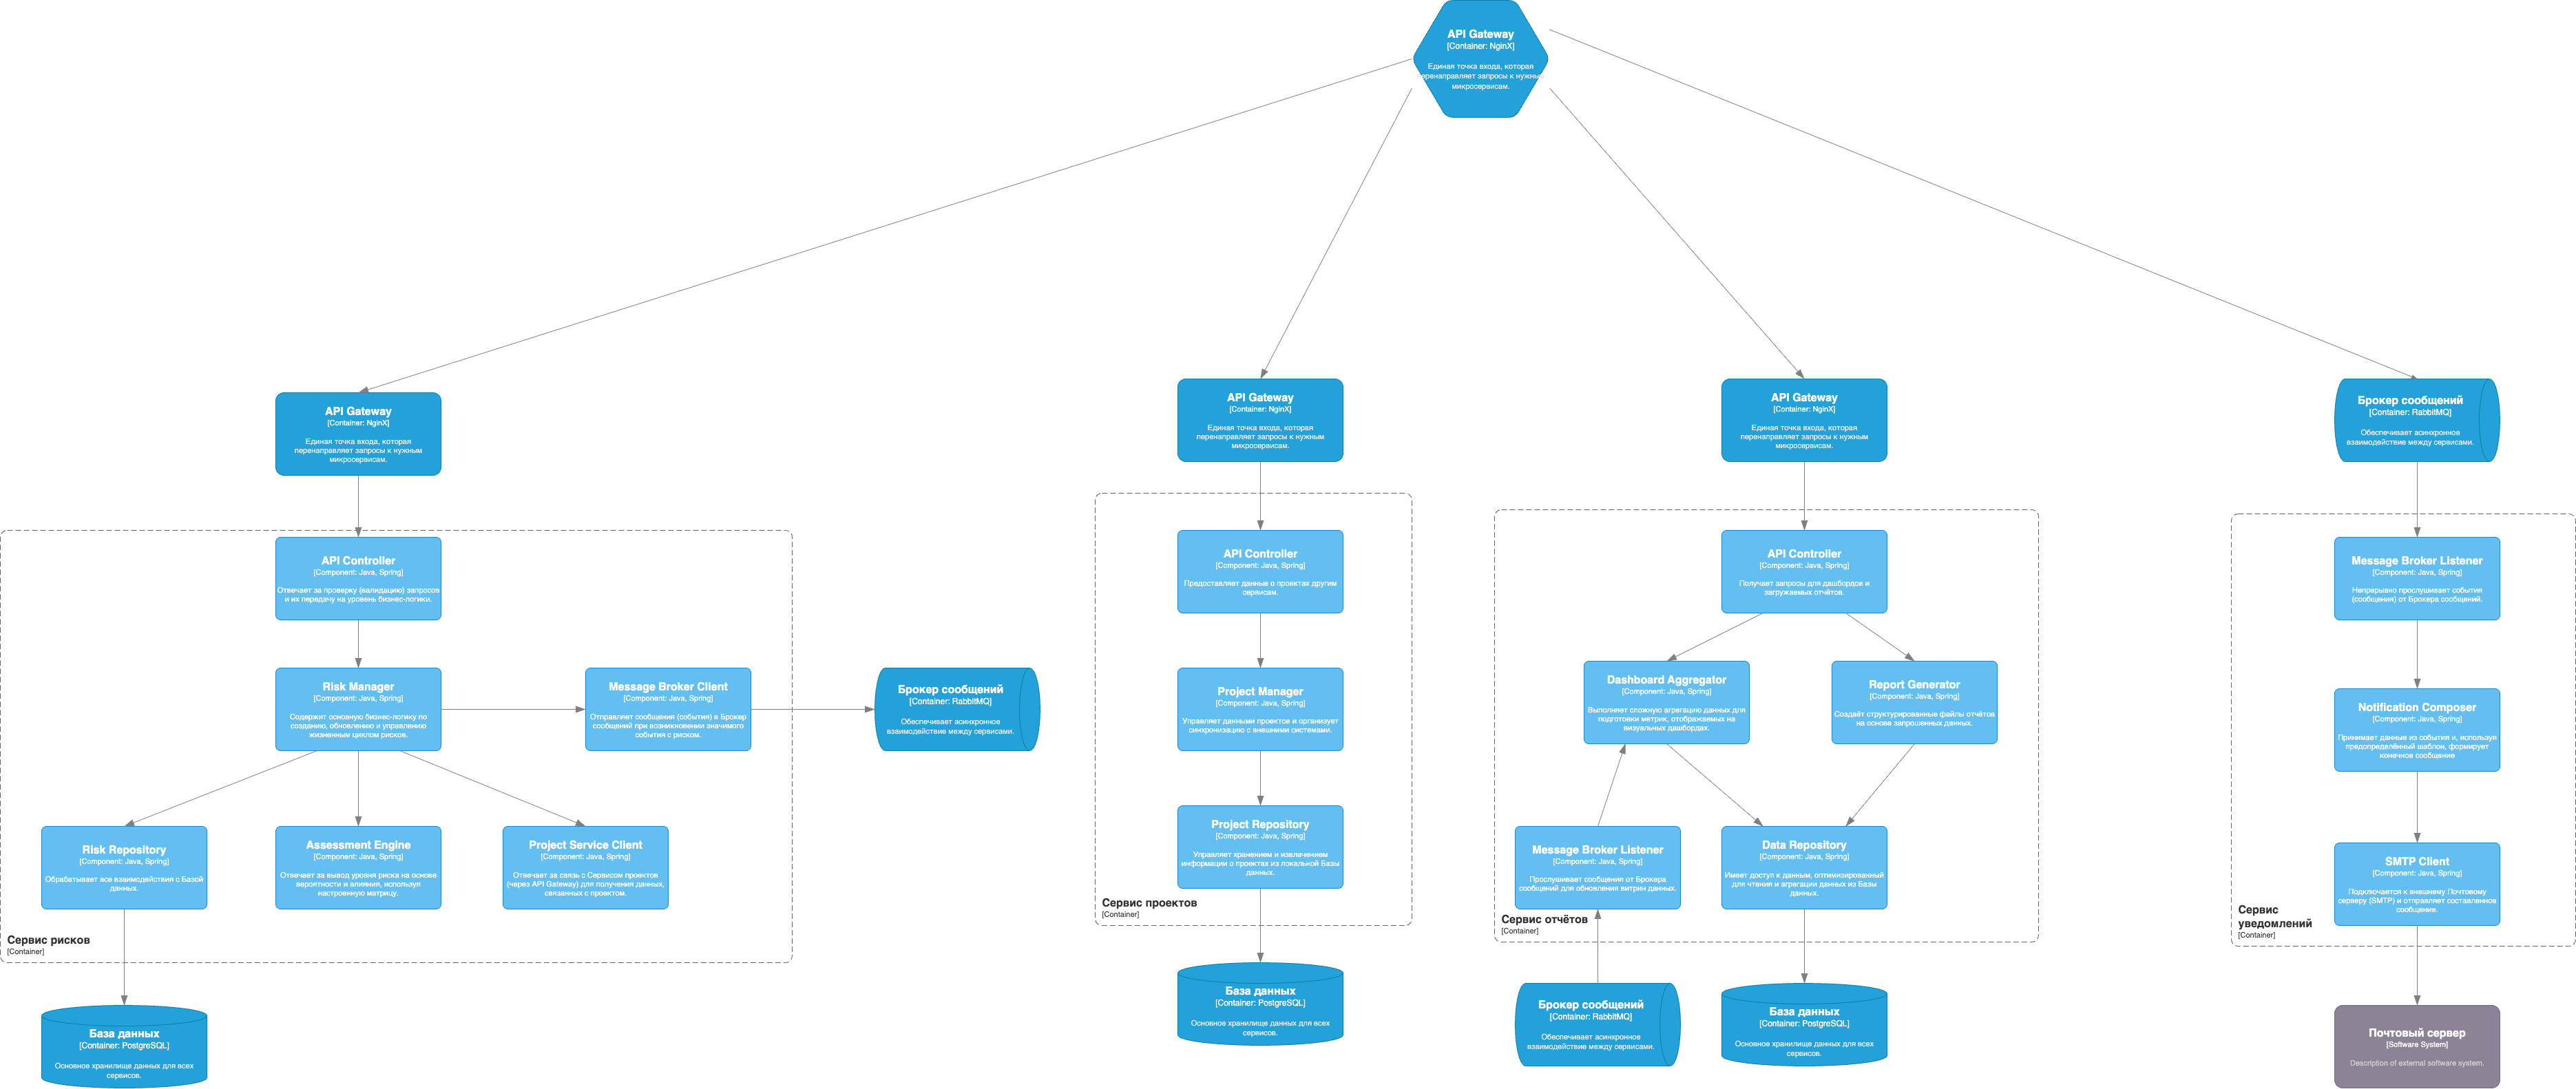 API Gateway
[Container: NginX]
Единая точка входа, которая
перенаправляет запросы к нужным
микросервисам.
API Gateway
[Container: NginX]
Единая точка входа, которая
перенаправляет запросы к нужным
микросервисам.
API Gateway
[Container: NginX]
Единая точка входа, которая
перенаправляет запросы к нужным
микросервисам.
API Gateway
[Container: NginX]
Единая точка входа, которая
перенаправляет запросы к нужным
микросервисам.
Брокер сообщений
[Container: RabbitMQ]
Обеспечивает асинхронное
взаимодействие между сервисами.
API Controller
[Component: Java, Spring]
Отвечает за проверку (валидацию) запросов
и их передачу на уровень бизнес-логики.
Risk Manager
[Component: Java, Spring]
Содержит основную бизнес-логику по
созданию, обновлению и управлению
жизненным циклом рисков.
Message Broker Client
[Component: Java, Spring]
Отправляет сообщения (события) в Брокер
сообщений при возникновении значимого
события с риском.
Брокер сообщений
[Container: RabbitMQ]
Обеспечивает асинхронное
взаимодействие между сервисами.
Risk Repository
[Component: Java, Spring]
Обрабатывает все взаимодействия с Базой
данных.
Assessment Engine
[Component: Java, Spring]
Отвечает за вывод уровня риска на основе
вероятности и влияния, используя
настроенную матрицу.
Project Service Client
[Component: Java, Spring]
Отвечает за связь с Сервисом проектов
(через API Gateway) для получения данных,
связанных с проектом.
Сервис рисков
[Container]
База данных
[Container: PostgreSQL]
Основное хранилище данных для всех
сервисов.
API Controller
[Component: Java, Spring]
Предоставляет данные о проектах другим
сервисам.
Project Manager
[Component: Java, Spring]
Управляет данными проектов и организует
синхронизацию с внешними системами.
Project Repository
[Component: Java, Spring]
Управляет хранением и извлечением
информации о проектах из локальной Базы
данных.
Сервис проектов
[Container]
База данных
[Container: PostgreSQL]
Основное хранилище данных для всех
сервисов.
API Controller
[Component: Java, Spring]
Получает запросы для дашбордов и
загружаемых отчётов.
Dashboard Aggregator
[Component: Java, Spring]
Выполняет сложную агрегацию данных для
подготовки метрик, отображаемых на
визуальных дашбордах.
Report Generator
[Component: Java, Spring]
Создаёт структурированные файлы отчётов
на основе запрошенных данных.
Message Broker Listener
[Component: Java, Spring]
Прослушивает сообщения от Брокера
сообщений для обновления витрин данных.
Data Repository
[Component: Java, Spring]
Имеет доступ к данным, оптимизированный
для чтения и агрегации данных из Базы
данных.
Сервис отчётов
[Container]
Брокер сообщений
[Container: RabbitMQ]
Обеспечивает асинхронное
взаимодействие между сервисами.
База данных
[Container: PostgreSQL]
Основное хранилище данных для всех
сервисов.
Message Broker Listener
[Component: Java, Spring]
Непрерывно прослушивает события
(сообщения) от Брокера сообщений.
Notification Composer
[Component: Java, Spring]
Принимает данные из события и, используя
предопределённый шаблон, формирует
конечное сообщение
SMTP Client
[Component: Java, Spring]
Подключается к внешнему Почтовому
серверу (SMTP) и отправляет составленное
сообщение.
Сервис
уведомлений
[Container]
Почтовый сервер
[Software System]
Description of external software system.